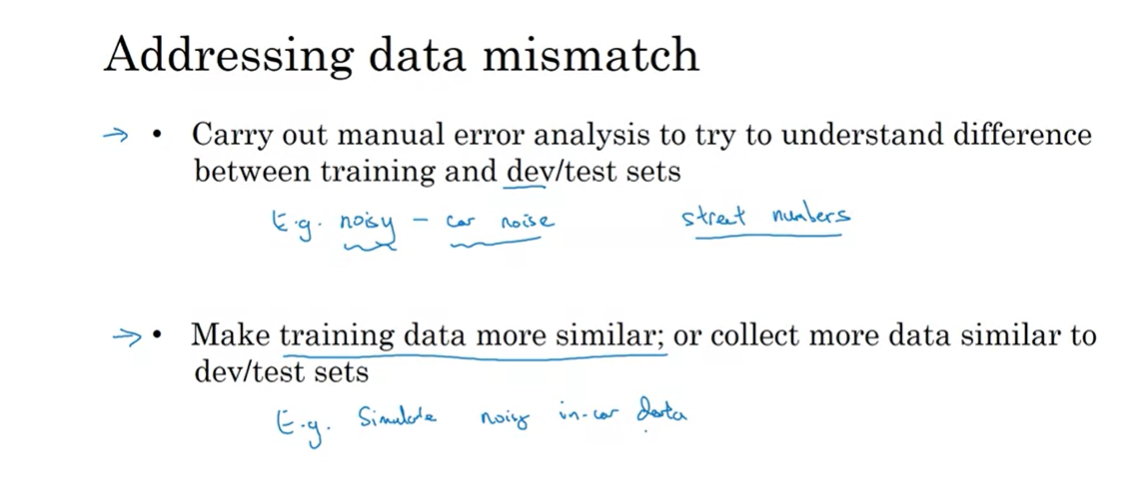 Addressing data mismatch
→ • Carry out manual error analysis to try to understand difference
between training and dev/test sets
E.g. noisy - car noise street numbers
→ • Make training data more similar; or collect more data similar to
dev/test sets
E.g. Simulate noisy in-car data